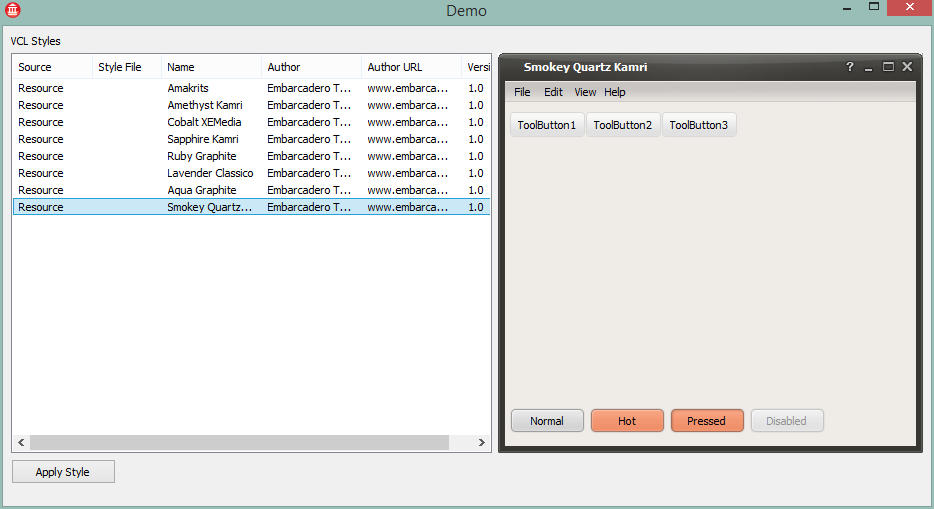 Demo
VCL Styles
Source Style File Name Author Author URL Versi
Resource Amakrits Embarcadero T... www.embarca... 1.0
Resource Amethyst Kamri Embarcadero T... www.embarca... 1.0
Resource Cobalt XEMedia Embarcadero T... www.embarca... 1.0
Resource Sapphire Kamri Embarcadero T... www.embarca... 1.0
Resource Ruby Graphite Embarcadero T... www.embarca... 1.0
Resource Lavender Classico Embarcadero T... www.embarca... 1.0
Resource Aqua Graphite Embarcadero T... www.embarca... 1.0
Resource Smokey Quartz... Embarcadero T... www.embarca... 1.0
Apply Style
Smokey Quartz Kamri ?
File Edit View Help
ToolButton1 ToolButton2 ToolButton3
Normal Hot Pressed Disabled